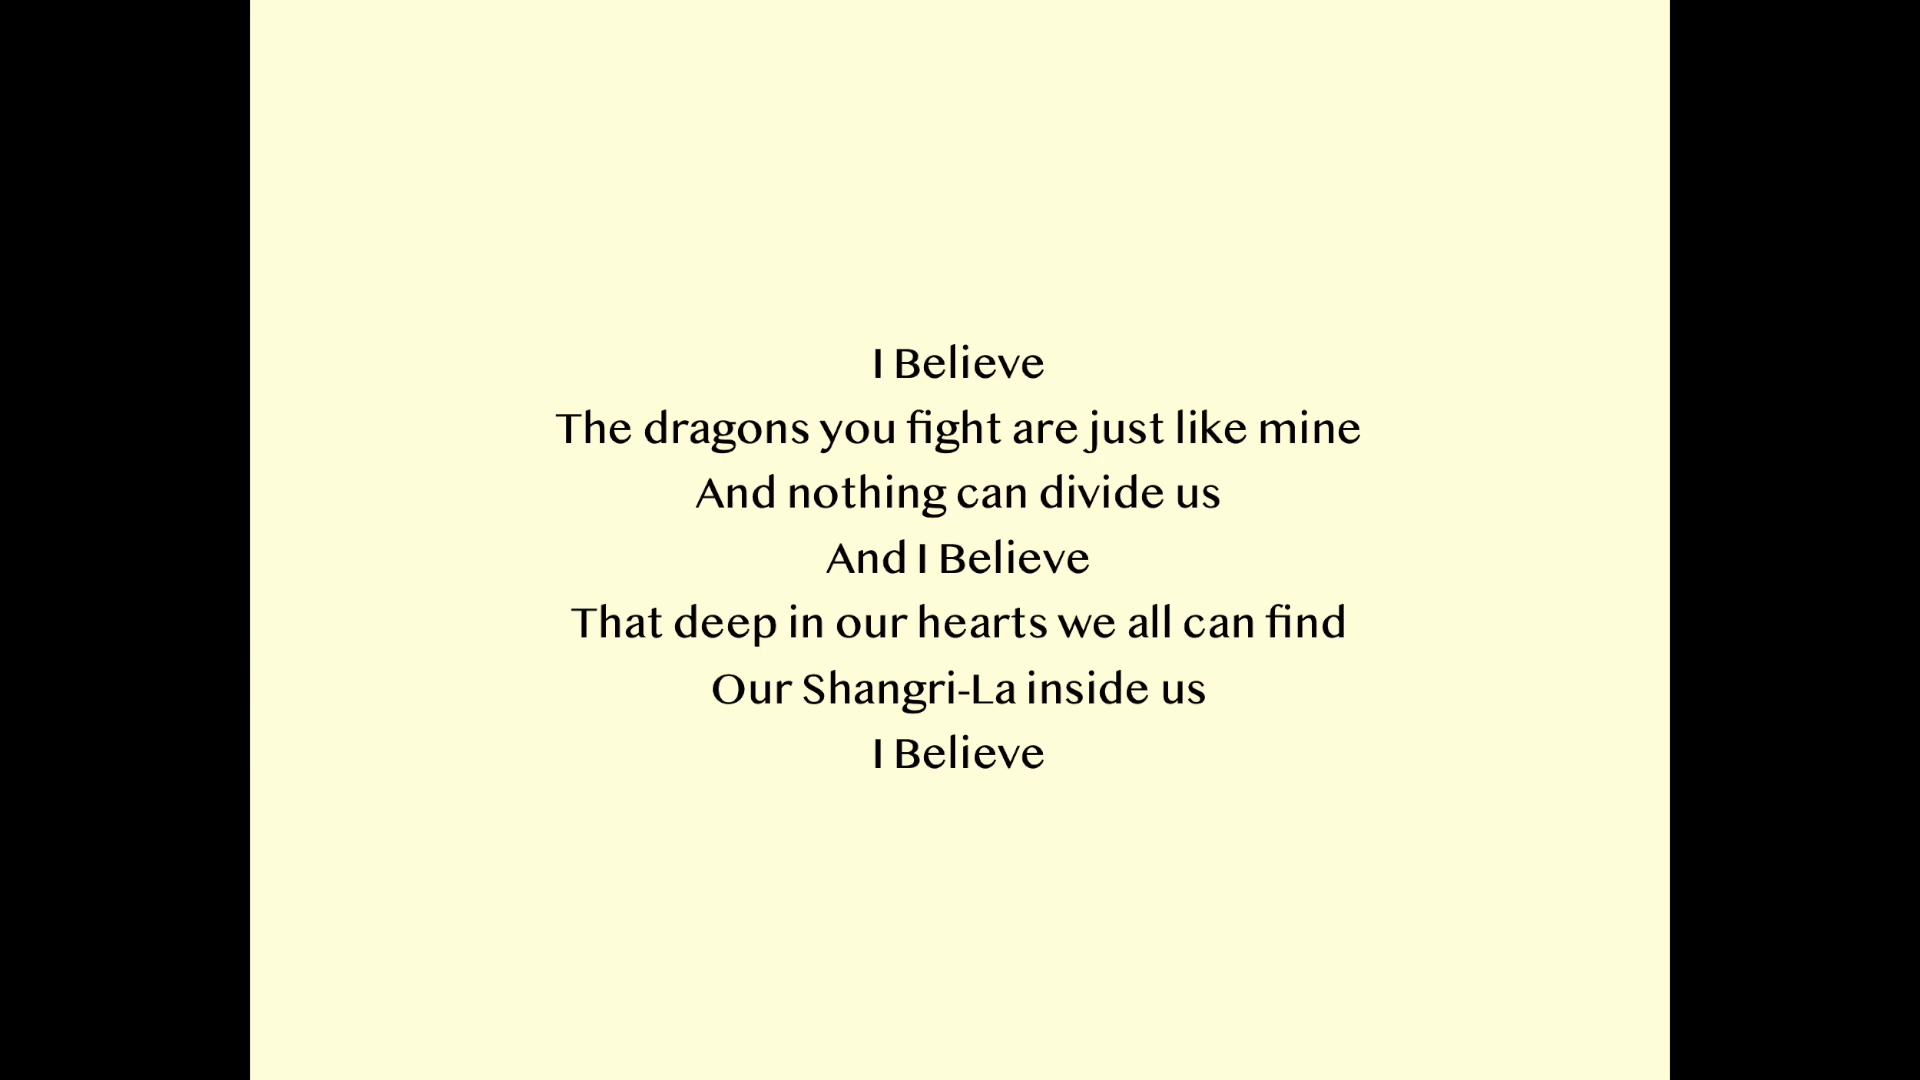 I Believe
The dragons you fight are just like mine
And nothing can divide us
And I Believe
That deep in our hearts we all can find
Our Shangri-La inside us
I Believe